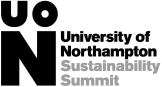 UO
N
University of
Northampton
Sustainability
Summit